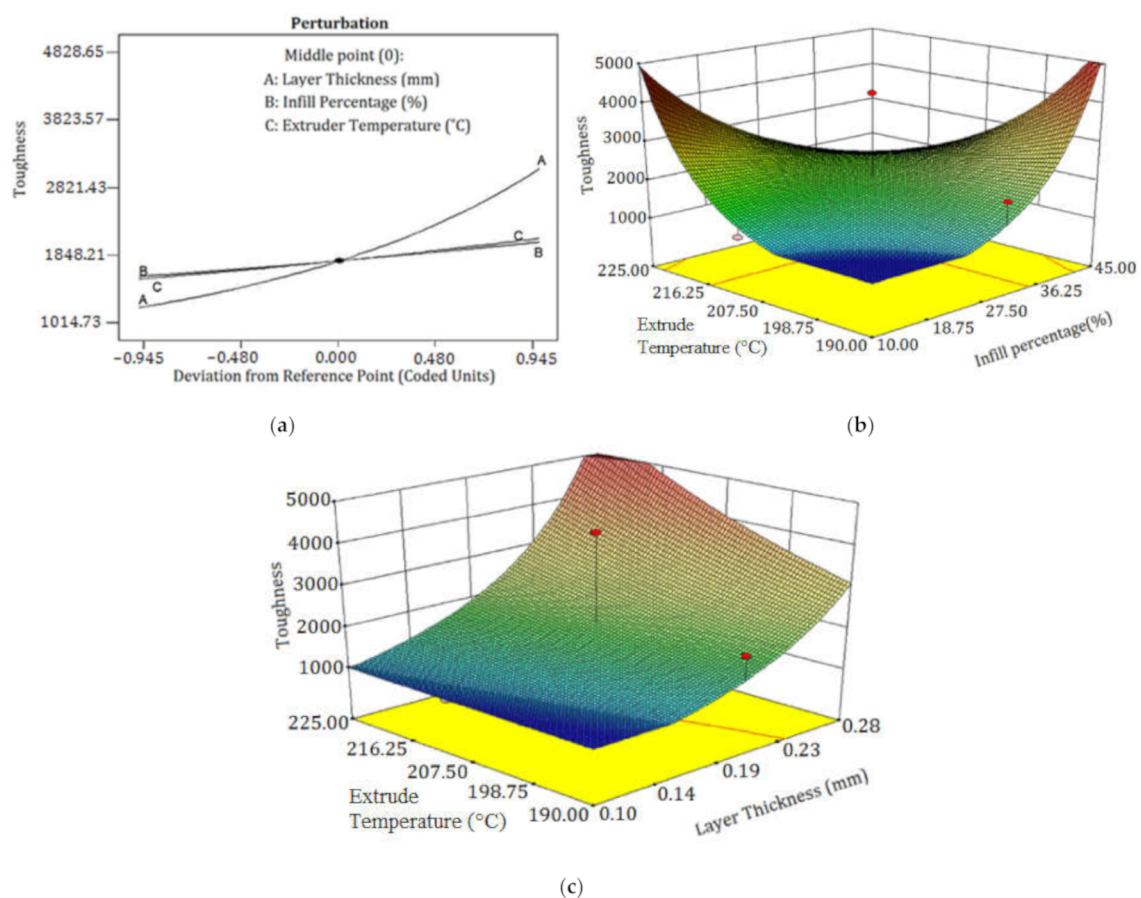 Perturbation
4828.65
3823.57
2821.43
1848.21
1014.73
Toughness
Middle point (0):
A: Layer Thickness (mm)
B: Infill Percentage (%)
C: Extruder Temperature (°C)
A
C
B
B
C
A
−0.945
−0.480
0.000
0.480
0.945
Deviation from Reference Point (Coded Units)
(a)
5000
4000
3000
2000
1000
Toughness
225.00
216.25
207.50
198.75
190.00
Extrude
Temperature (°C)
10.00
18.75
27.50
36.25
45.00
Infill percentage(%)
(b)
5000
4000
3000
2000
1000
Toughness
225.00
216.25
207.50
198.75
190.00
Extrude
Temperature (°C)
0.10
0.14
0.19
0.23
0.28
Layer Thickness (mm)
(c)